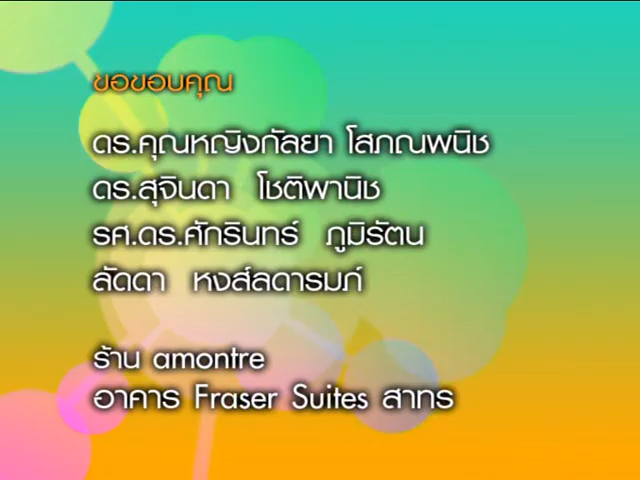 ขอขอบคุณ
ดร.คุณหญิงกัลยา โสภณพนิช
ดร.สุจินดา โชติพานิช
รศ.ดร.ศักรินทร์ ภูมิรัตน
ลัดดา หงส์ลดารมภ์
ร้าน amontre
อาคาร Fraser Suites สาทร